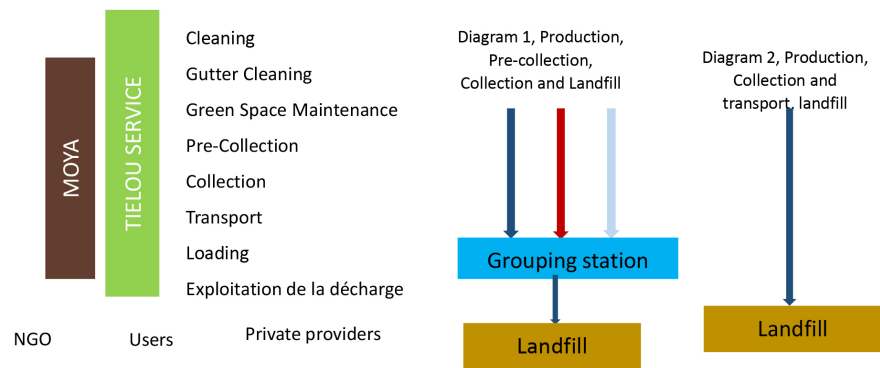 MOYA
TIELOU SERVICE
Cleaning
Gutter Cleaning
Green Space Maintenance
Pre-Collection
Collection
Transport
Loading
Exploitation de la décharge
NGO
Users
Private providers
Diagram 1, Production,
Pre-collection,
Collection and Landfill
Grouping station
Landfill
Diagram 2, Production,
Collection and
transport, landfill
Landfill